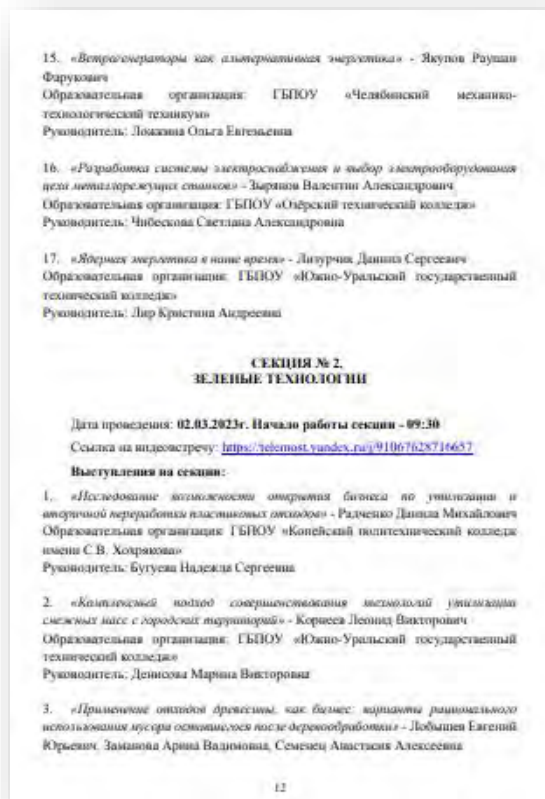 15. «Ветрогенераторы как альтернативная энергетика» - Якупов Раушан
Фарукович
Образовательная организация: ГБПОУ «Челябинский механико-
технологический техникум»
Руководитель: Ложкина Ольга Евгеньевна
16. «Разработка системы электроснабжения и выбор электрооборудования
цеха металлорежущих станков» - Зырянов Валентин Александрович
Образовательная организация: ГБПОУ «Озёрский технический колледж»
Руководитель: Чибескова Светлана Александровна
17. «Ядерная энергетика в наше время» - Лизурчик Даниил Сергеевич
Образовательная организация: ГБПОУ «Южно-Уральский государственный
технический колледж»
Руководитель: Лир Кристина Андреевна
СЕКЦИЯ № 2.
ЗЕЛЕНЫЕ ТЕХНОЛОГИИ
Дата проведения: 02.03.2023г. Начало работы секции - 09:30
Ссылка на видеовстречу: https://telemost.yandex.ru/j/91067628716657
Выступления на секции:
1. «Исследование возможности открытия бизнеса по утилизации и
вторичной переработки пластиковых отходов» - Радченко Данила Михайлович
Образовательная организация: ГБПОУ «Копейский политехнический колледж
имени С.В. Хохрякова»
Руководитель: Бугуева Надежда Сергеевна
2. «Комплексный подход совершенствования технологий утилизации
снежных масс с городских территорий» - Корнеев Леонид Викторович
Образовательная организация: ГБПОУ «Южно-Уральский государственный
технический колледж»
Руководитель: Денисова Марина Викторовна
3. «Применение отходов древесины, как бизнес: варианты рационального
использования мусора оставшегося после деревообработки» - Лобышев Евгений
Юрьевич, Заманова Арина Вадимовна, Семенец Анастасия Алексеевна
12